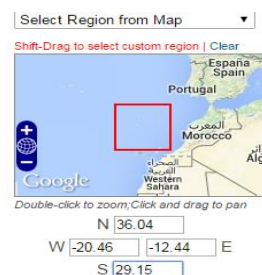 Select Region from Map
Shift-Drag to select custom region | Clear
España
Spain
Portugal
المغرب
Morocco
الصحراء
الغربية
Western
Sahara
Google
Double-click to zoom;Click and drag to pan
N 36.04
W -20.46 -12.44 E
S 29.15